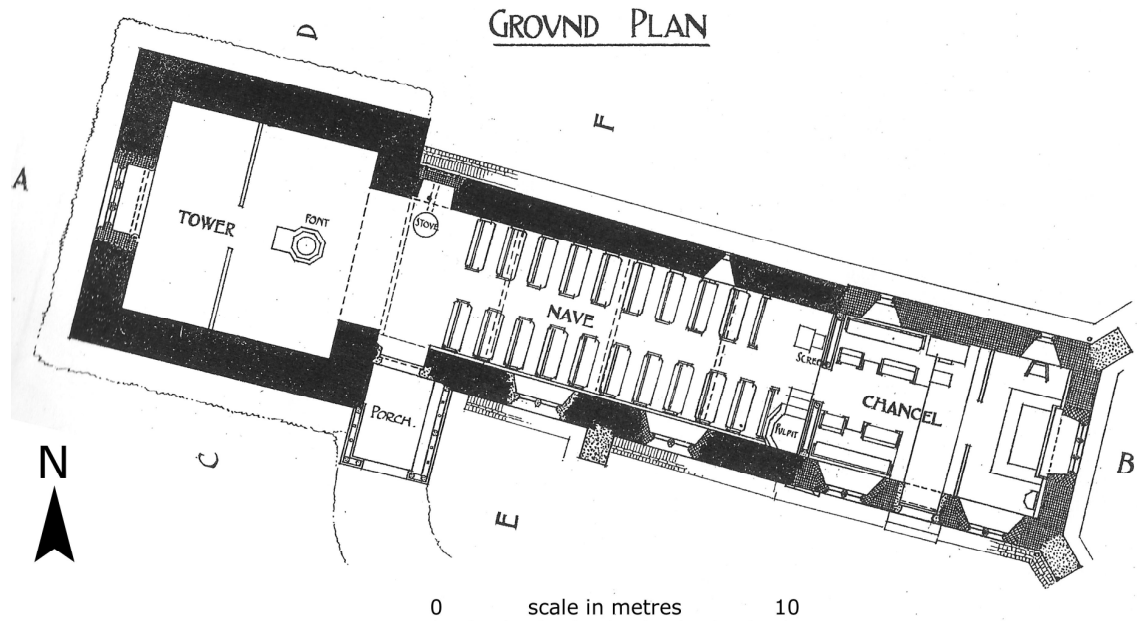 GROVND PLAN
D
F
A
TOWER
FONT
STOVE
NAVE
SCREEN
CHANCEL
PULPIT
PORCH.
N
C
E
B
0 scale in metres 10